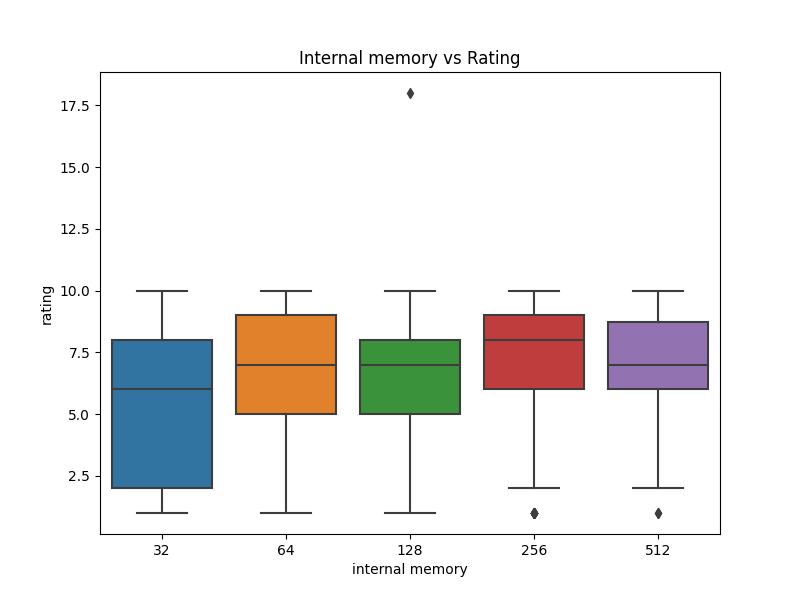 Internal memory vs Rating
17.5
15.0
12.5
10.0
7.5
5.0
2.5
rating
32 64 128 256 512
internal memory